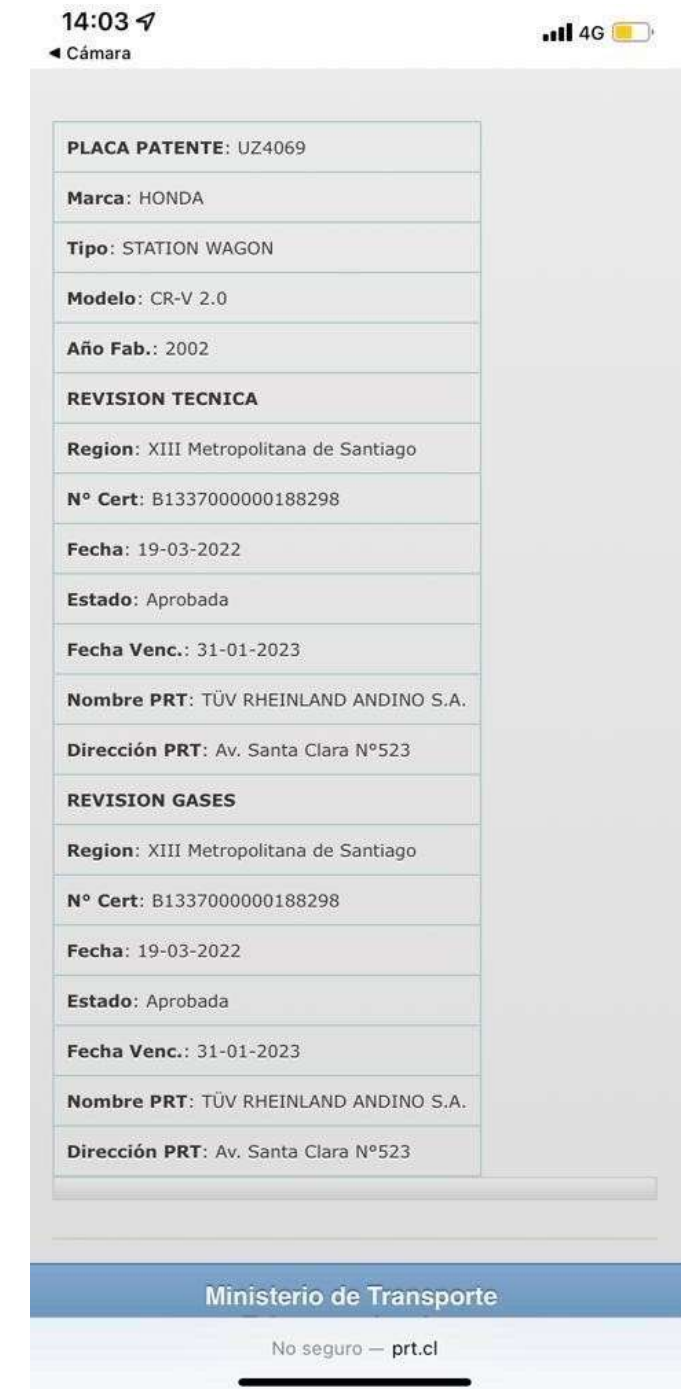 14:03
4G
◀ Cámara
PLACA PATENTE: UZ4069
Marca: HONDA
Tipo: STATION WAGON
Modelo: CR-V 2.0
Año Fab.: 2002
REVISION TECNICA
Region: XIII Metropolitana de Santiago
Nº Cert: B1337000000188298
Fecha: 19-03-2022
Estado: Aprobada
Fecha Venc.: 31-01-2023
Nombre PRT: TÜV RHEINLAND ANDINO S.A.
Dirección PRT: Av. Santa Clara Nº523
REVISION GASES
Region: XIII Metropolitana de Santiago
Nº Cert: B1337000000188298
Fecha: 19-03-2022
Estado: Aprobada
Fecha Venc.: 31-01-2023
Nombre PRT: TÜV RHEINLAND ANDINO S.A.
Dirección PRT: Av. Santa Clara Nº523
Ministerio de Transporte
No seguro — prt.cl